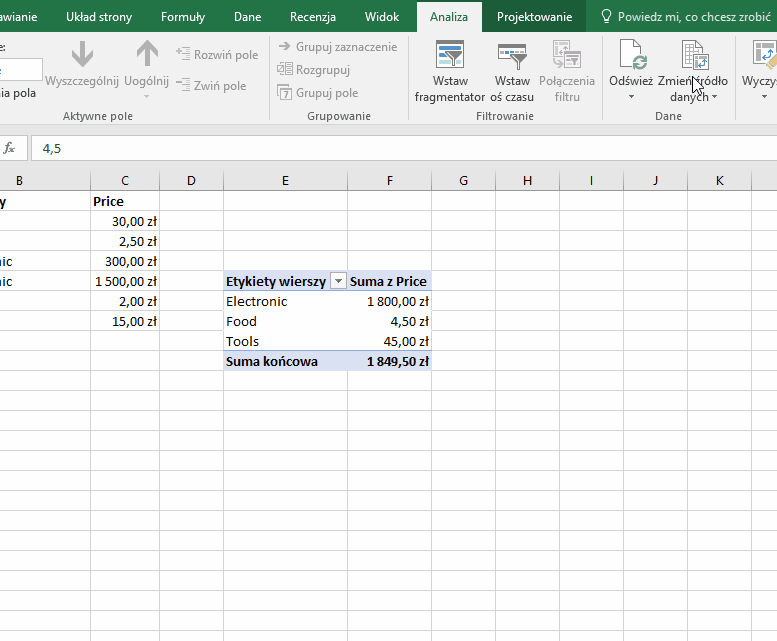 awianie Układ strony Formuły Dane Recenzja Widok Analiza Projektowanie Powiedz mi, co chcesz zrobić
e:
Wyszczególnij Uogólnij
ia pola
Rozwiń pole
Zwiń pole
Aktywne pole
Grupuj zaznaczenie
Rozgrupuj
Grupuj pole
Grupowanie
Wstaw fragmentator
Wstaw oś czasu
Połączenia filtru
Filtrowanie
Odśwież
Zmień źródło danych
Dane
Wyczyś
fx 4,5
B C D E F G H I J K
y Price
30,00 zł
2,50 zł
nic 300,00 zł
nic 1 500,00 zł Etykiety wierszy Suma z Price
2,00 zł Electronic 1 800,00 zł
15,00 zł Food 4,50 zł
Tools 45,00 zł
Suma końcowa 1 849,50 zł